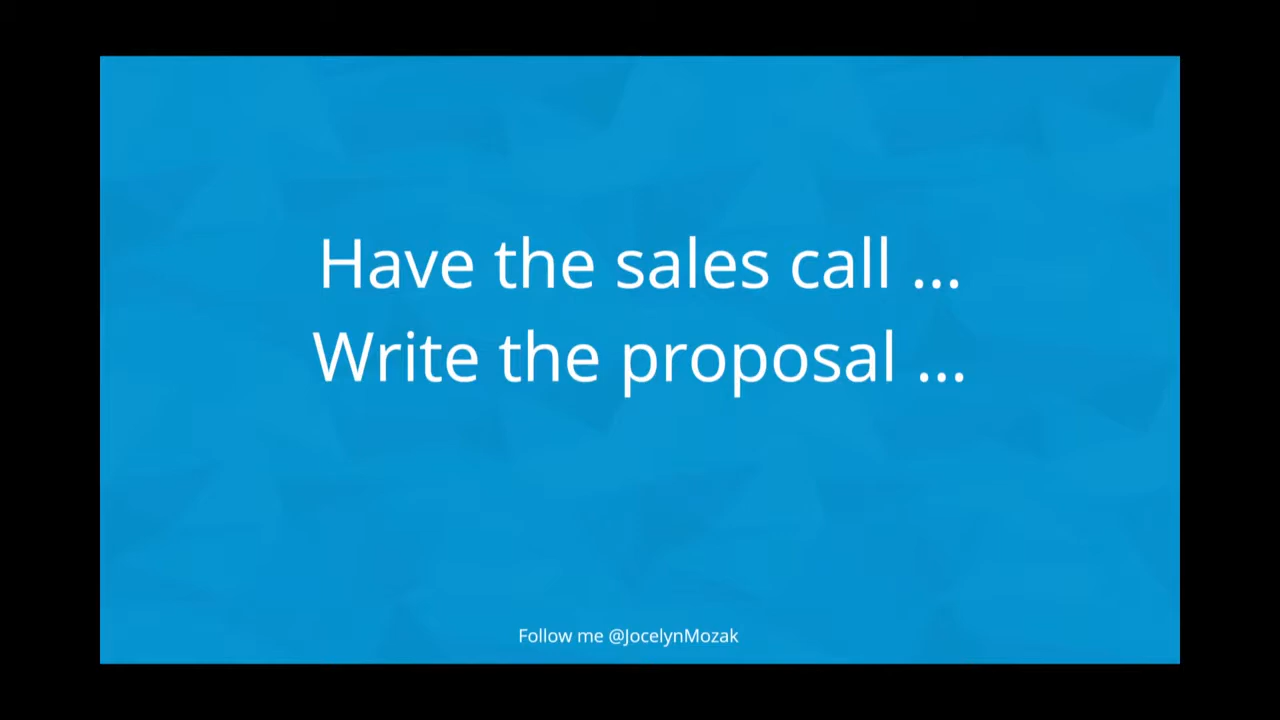 Have the sales call ...
Write the proposal ...
Follow me @JocelynMozak